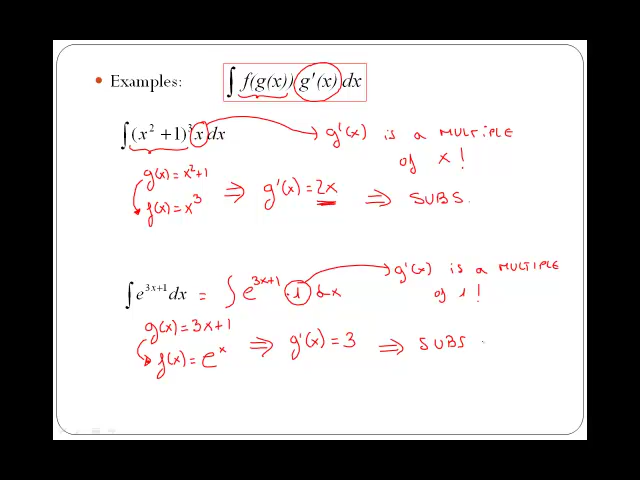 • Examples: ∫ f(g(x)) g'(x) dx
∫ (x² + 1)³ x dx → g'(x) is a MULTIPLE
of x!
g(x) = x²+1
f(x) = x³ ⇒ g'(x) = 2x ⇒ SUBS.
∫ e^{3x+1} dx = ∫ e^{3x+1} · 1 dx → g'(x) is a MULTIPLE
of 1!
g(x) = 3x+1
f(x) = e^x ⇒ g'(x) = 3 ⇒ SUBS.